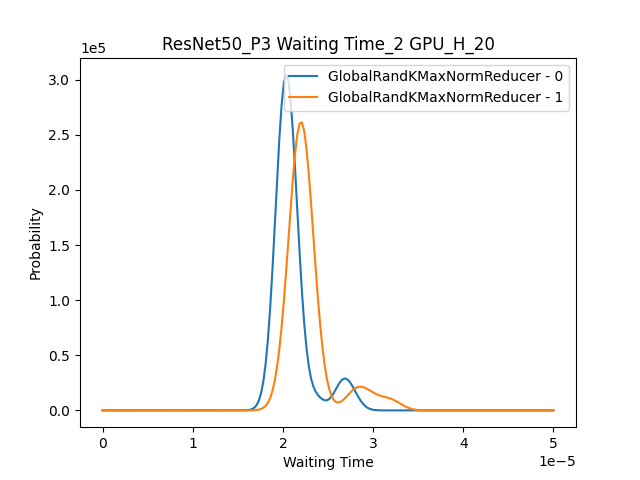 ResNet50_P3 Waiting Time_2 GPU_H_20
1e5
GlobalRandKMaxNormReducer - 0
GlobalRandKMaxNormReducer - 1
3.0
2.5
2.0
1.5
1.0
0.5
0.0
Probability
0 1 2 3 4 5
1e−5
Waiting Time